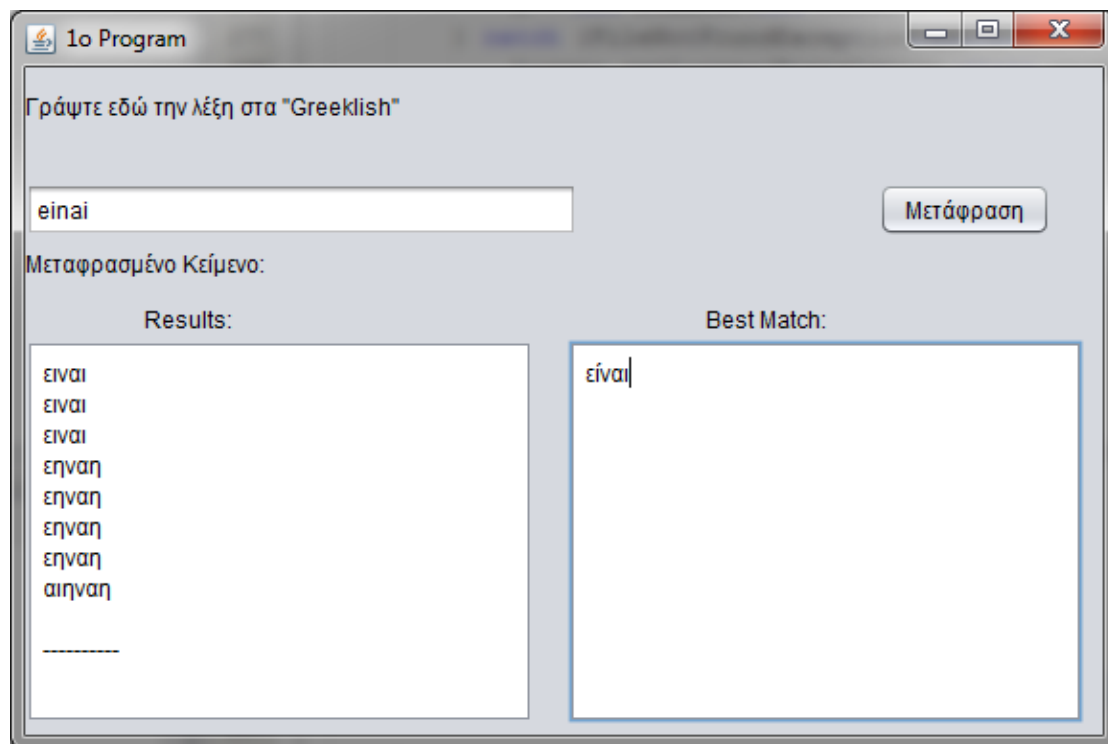 1o Program
Γράψτε εδώ την λέξη στα "Greeklish"
einai
Μετάφραση
Μεταφρασμένο Κείμενο:
Results:
Best Match:
ειναι
ειναι
ειναι
εηναη
εηναη
εηναη
εηναη
αιηναη
----------
είναι